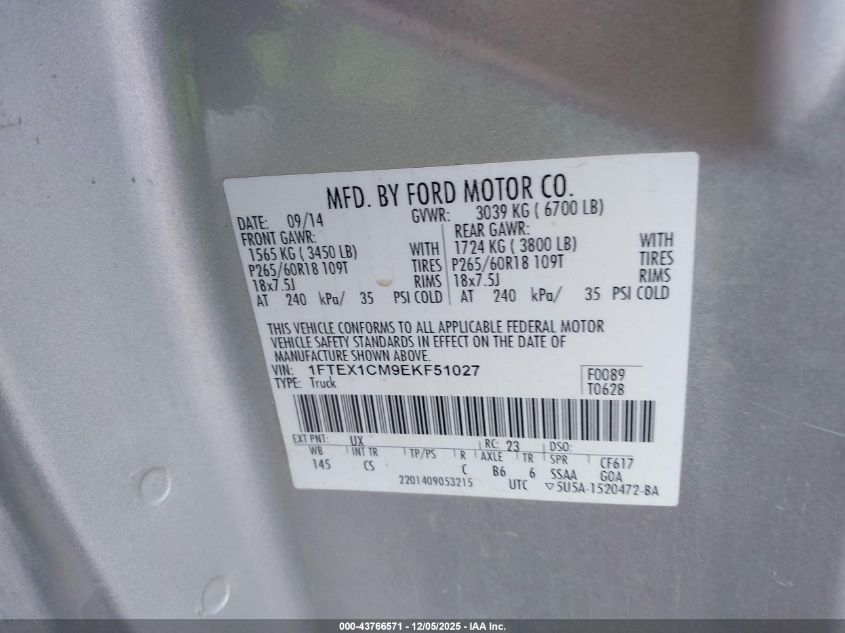 MFD. BY FORD MOTOR CO.
DATE: 09/14 GVWR: 3039 KG ( 6700 LB)
FRONT GAWR: REAR GAWR:
1565 KG ( 3450 LB) WITH 1724 KG ( 3800 LB) WITH
P265/60R18 109T TIRES P265/60R18 109T TIRES
18x7.5J RIMS 18x7.5J RIMS
AT 240 kPa/ 35 PSI COLD AT 240 kPa/ 35 PSI COLD
THIS VEHICLE CONFORMS TO ALL APPLICABLE FEDERAL MOTOR
VEHICLE SAFETY STANDARDS IN EFFECT ON THE DATE OF
MANUFACTURE SHOWN ABOVE.
VIN: 1FTEX1CM9EKF51027 F0089
TYPE: Truck T0628
EXT PNT: UX RC: 23 DSO:
WB INT TR TP/PS R AXLE TR SPR CF617
145 CS C B6 6 SSAA GOA
2201409053215 UTC ▽5U5A-1520472-BA
000-43766571 - 12/05/2025 - IAA Inc.